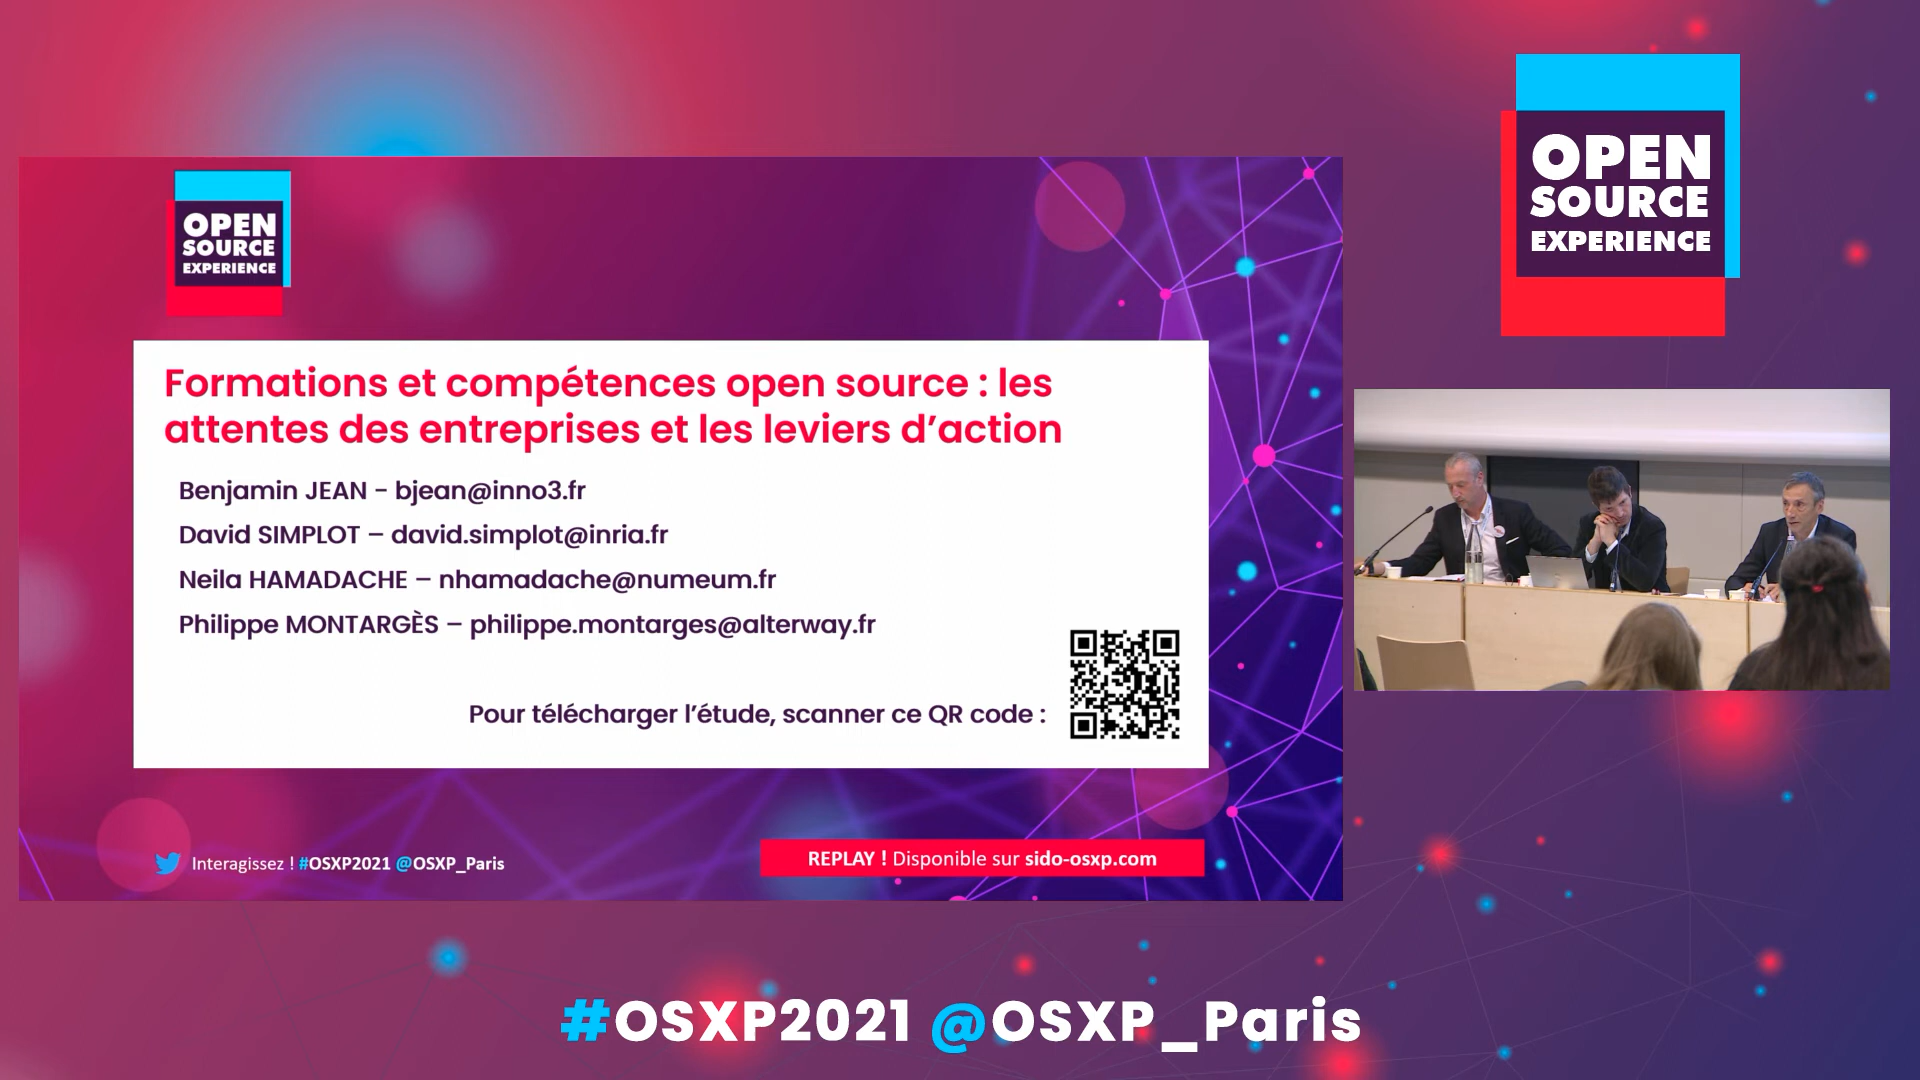 OPEN
SOURCE
EXPERIENCE
Formations et compétences open source : les
attentes des entreprises et les leviers d'action
Benjamin JEAN - bjean@inno3.fr
David SIMPLOT – david.simplot@inria.fr
Neila HAMADACHE – nhamadache@numeum.fr
Philippe MONTARGÈS – philippe.montarges@alterway.fr
Pour télécharger l'étude, scanner ce QR code :
Interagissez ! #OSXP2021 @OSXP_Paris
REPLAY ! Disponible sur sido-osxp.com
OPEN
SOURCE
EXPERIENCE
#OSXP2021 @OSXP_Paris